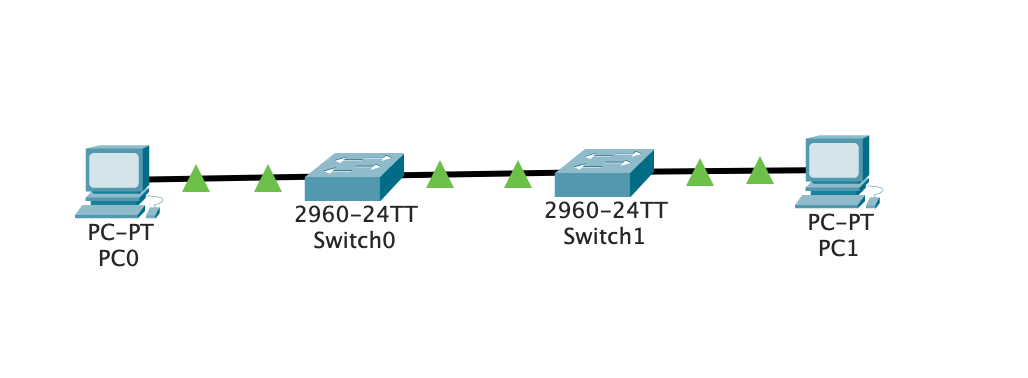 PC-PT
PC0
2960-24TT
Switch0
2960-24TT
Switch1
PC-PT
PC1